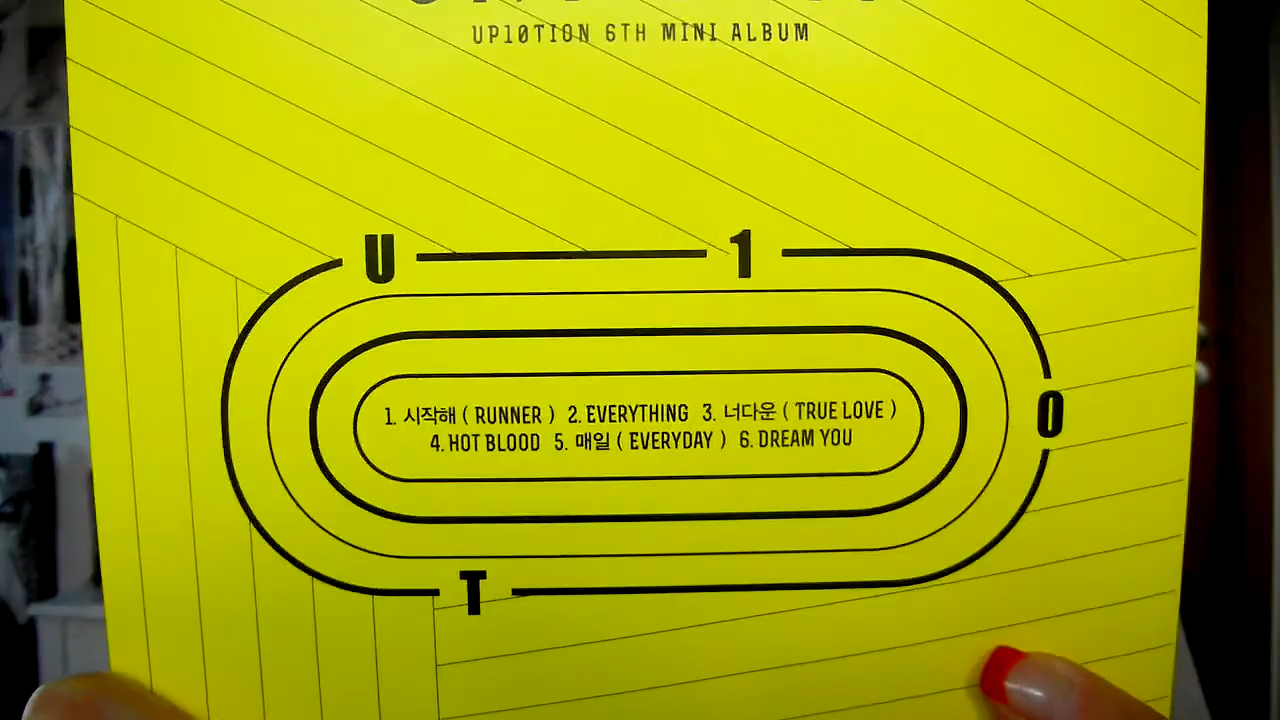 UP10TION 6TH MINI ALBUM
U 1
1. 시작해 ( RUNNER ) 2. EVERYTHING 3. 너다운 ( TRUE LOVE )
0
4. HOT BLOOD 5. 매일 ( EVERYDAY ) 6. DREAM YOU
T